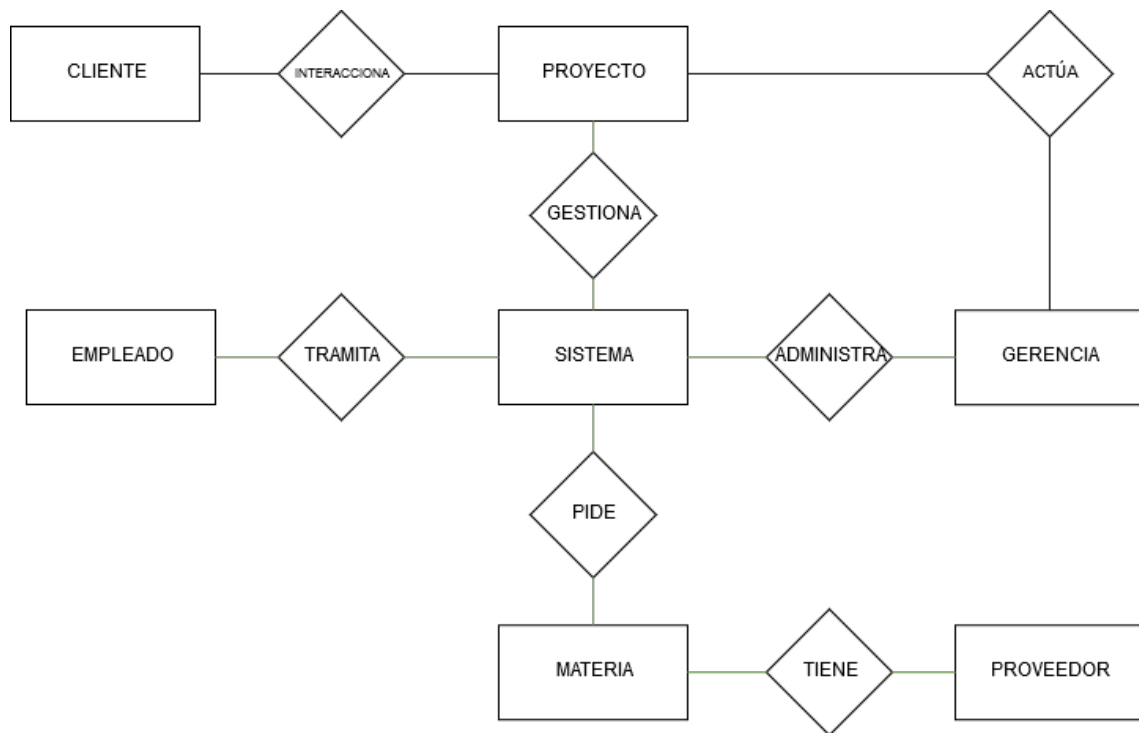 CLIENTE
INTERACCIONA
PROYECTO
ACTÚA
GESTIONA
EMPLEADO
TRAMITA
SISTEMA
ADMINISTRA
GERENCIA
PIDE
MATERIA
TIENE
PROVEEDOR